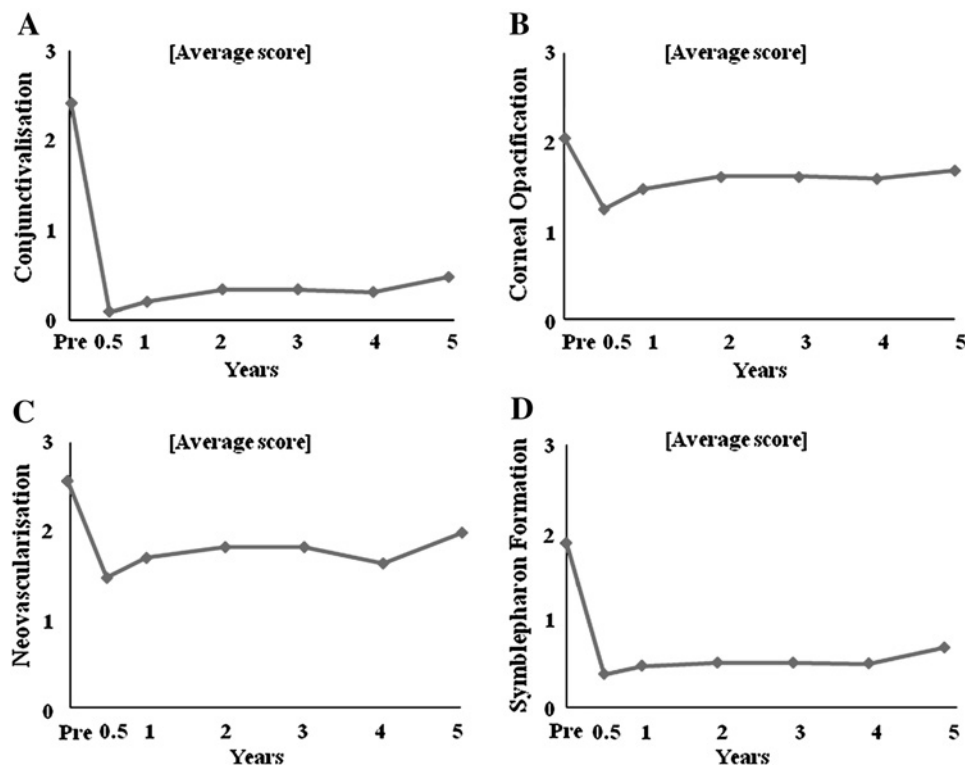 A
[Average score]
Conjunctivalisation
3
2
1
0
Pre 0.5 1 2 3 4 5
Years
B
[Average score]
Corneal Opacification
3
2
1
0
Pre 0.5 1 2 3 4 5
Years
C
[Average score]
Neovascularisation
3
2
1
0
Pre 0.5 1 2 3 4 5
Years
D
[Average score]
Symblepharon Formation
3
2
1
0
Pre 0.5 1 2 3 4 5
Years